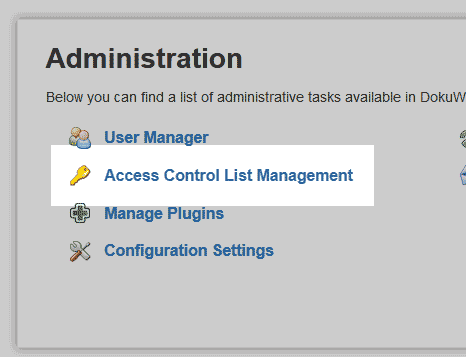 Administration
Below you can find a list of administrative tasks available in DokuW
User Manager
Access Control List Management
Manage Plugins
Configuration Settings